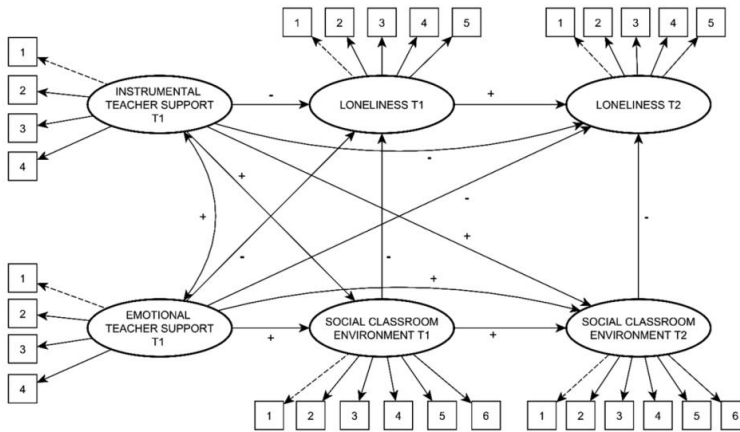 1 2 3 4 5
1 2 3 4 5
1
2
3
4
INSTRUMENTAL
TEACHER SUPPORT
T1
-
LONELINESS T1
+
LONELINESS T2
-
+
-
+
+
-
-
-
+
1
2
3
4
EMOTIONAL
TEACHER SUPPORT
T1
+
SOCIAL CLASSROOM
ENVIRONMENT T1
+
SOCIAL CLASSROOM
ENVIRONMENT T2
1 2 3 4 5 6
1 2 3 4 5 6